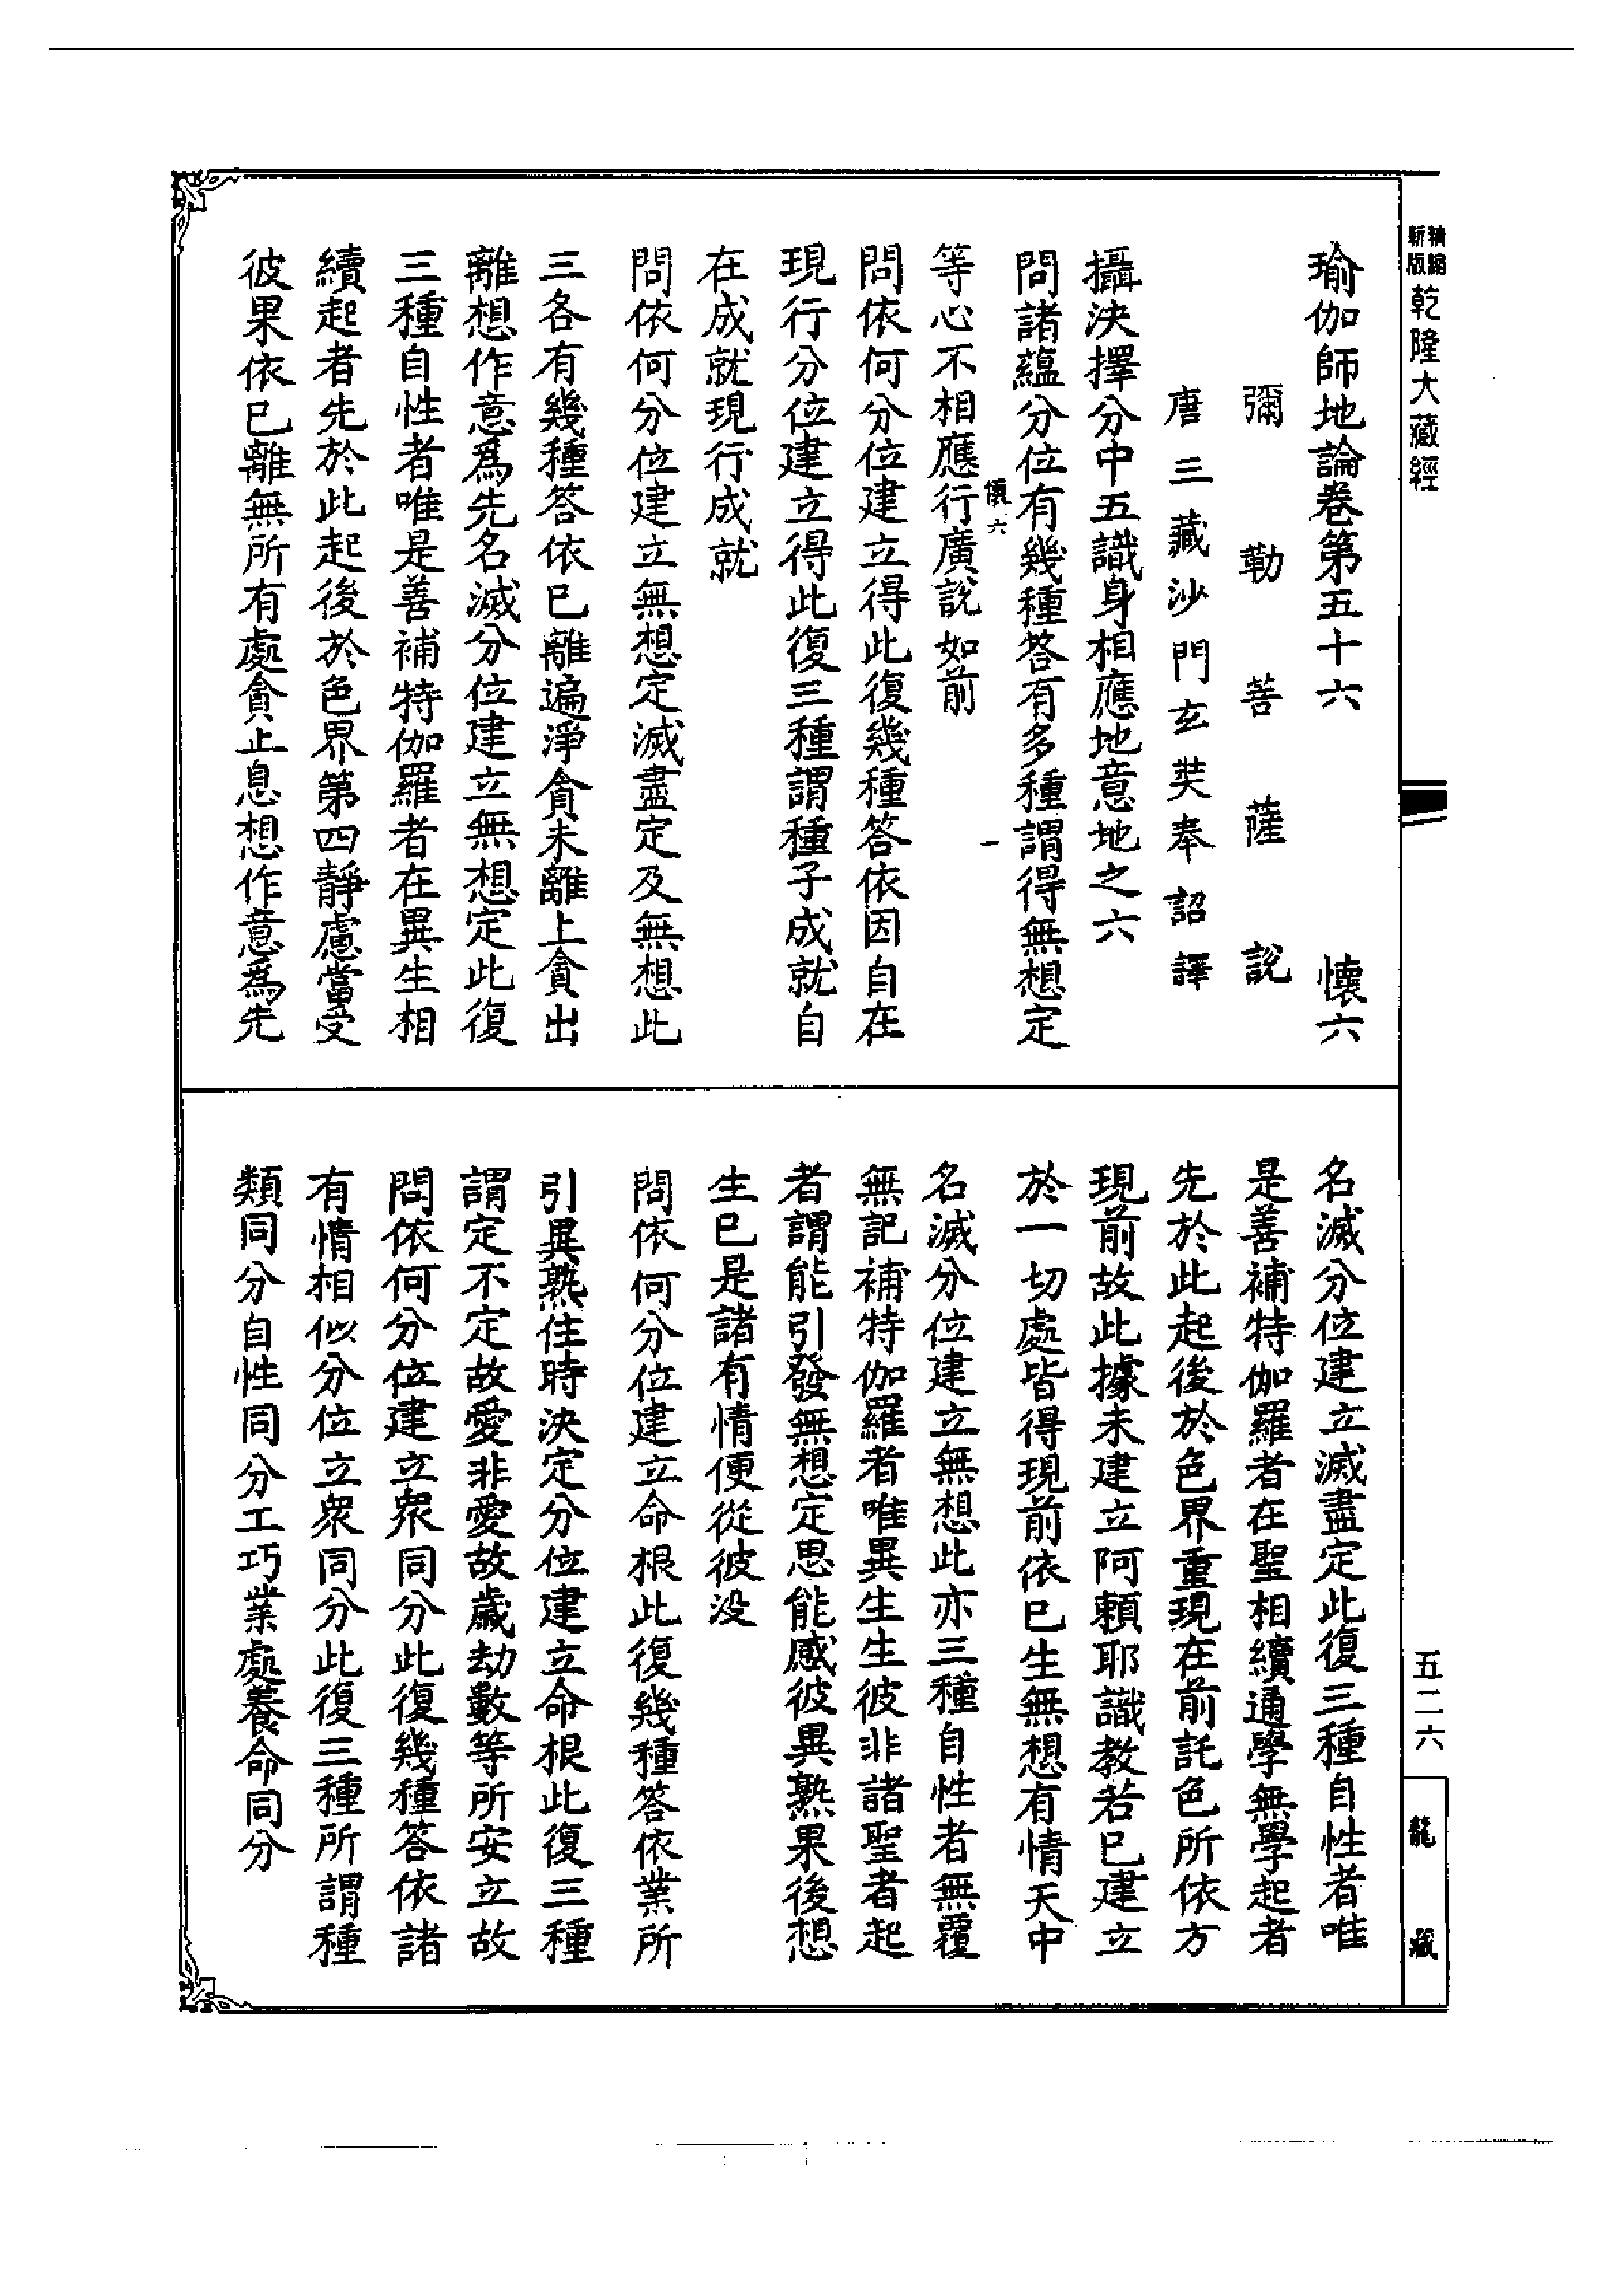 精縮
新版
乾隆大藏經
瑜伽師地論卷第五十六 懷六
彌勒菩薩說
唐三藏沙門玄奘奉詔譯
攝決擇分中五識身相應地意地之六
問諸蘊分位有幾種答有多種謂得無想定
懷六 一
等心不相應行廣說如前
問依何分位建立得此復幾種答依因自在
現行分位建立得此復三種謂種子成就自
在成就現行成就
問依何分位建立無想定滅盡定及無想此
三各有幾種答依已離遍淨貪未離上貪出
離想作意爲先名滅分位建立無想定此復
三種自性者唯是善補特伽羅者在異生相
續起者先於此起後於色界第四靜慮當受
彼果依已離無所有處貪止息想作意爲先
名滅分位建立滅盡定此復三種自性者唯
是善補特伽羅者在聖相續通學無學起者
先於此起後於色界重現在前託色所依方
現前故此據未建立阿賴耶識教若已建立
於一切處皆得現前依已生無想有情天中
名滅分位建立無想此亦三種自性者無覆
無記補特伽羅者唯異生生彼非諸聖者起
者謂能引發無想定思能感彼異熟果後想
生已是諸有情便從彼沒
問依何分位建立命根此復幾種答依業所
引異熟住時決定分位建立命根此復三種
謂定不定故愛非愛故歲劫數等所安立故
問依何分位建立衆同分此復幾種答依諸
有情相似分位立衆同分此復三種所謂種
類同分自性同分工巧業處養命同分
五二六
龍藏